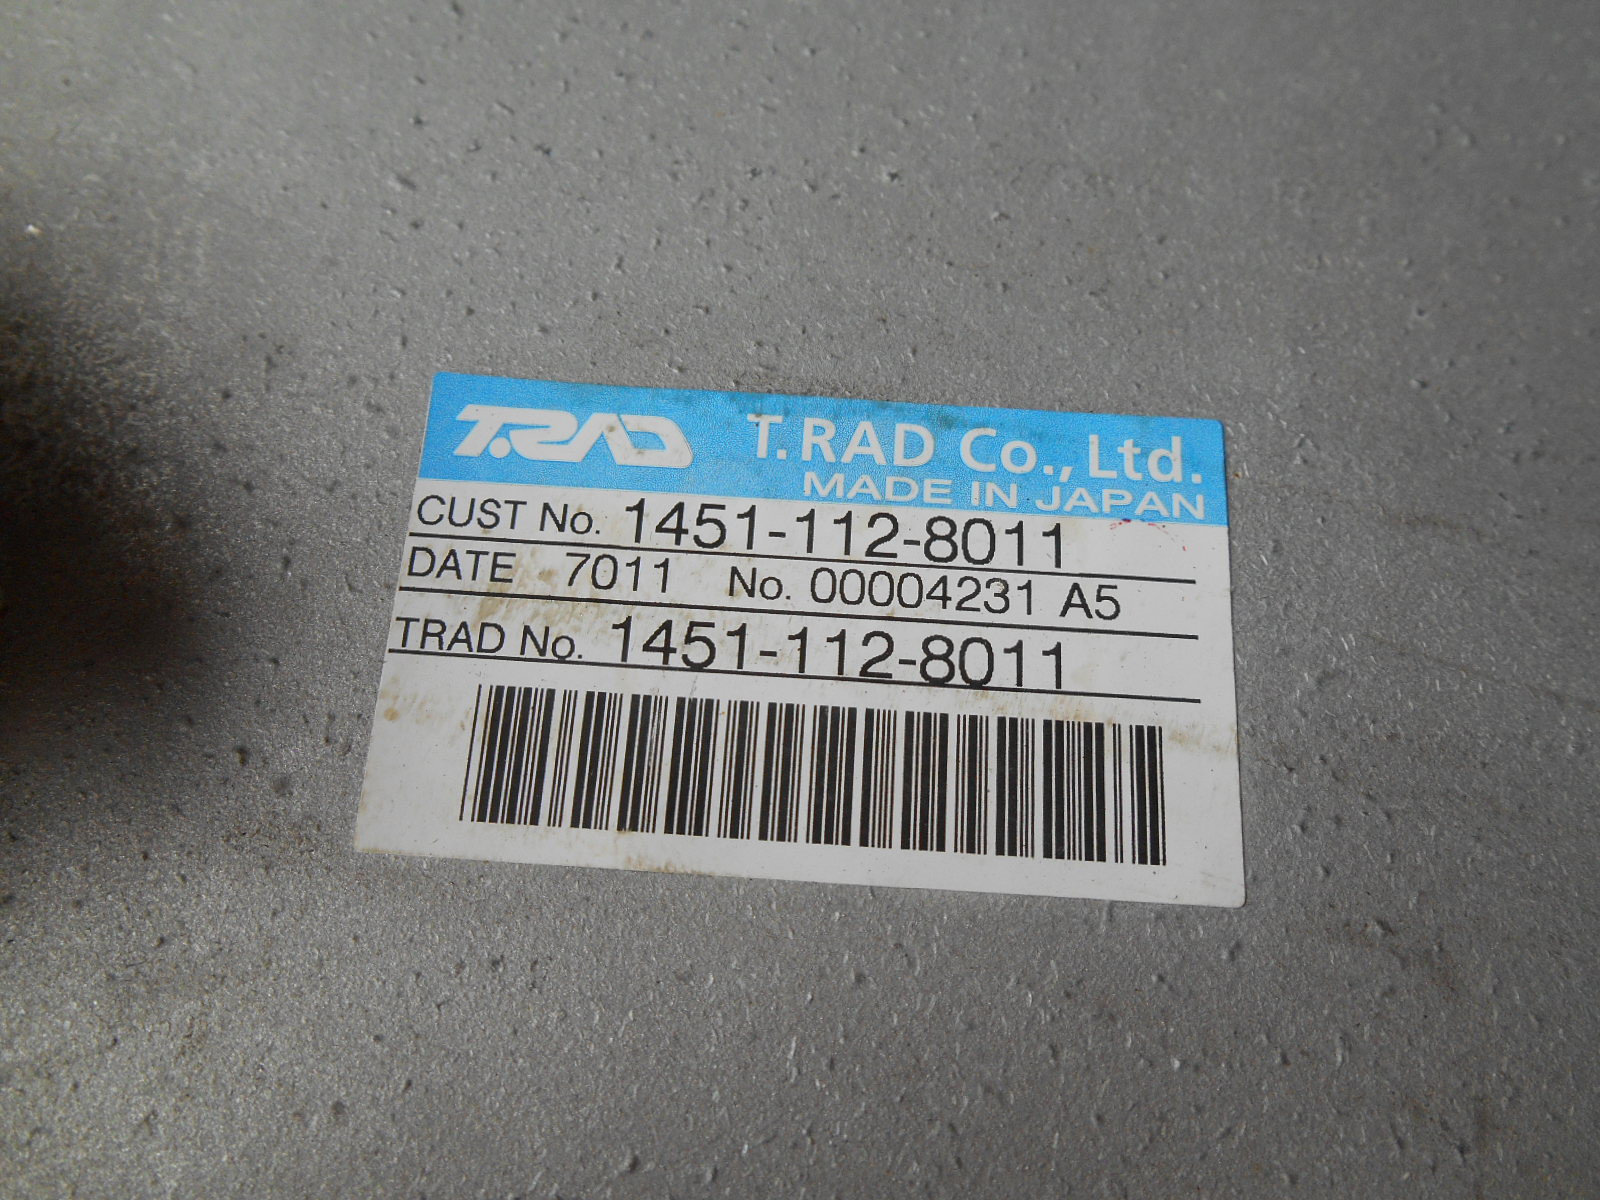 T.RAD T.RAD Co., Ltd.
MADE IN JAPAN
CUST No. 1451-112-8011
DATE 7011 No. 00004231 A5
TRAD No. 1451-112-8011